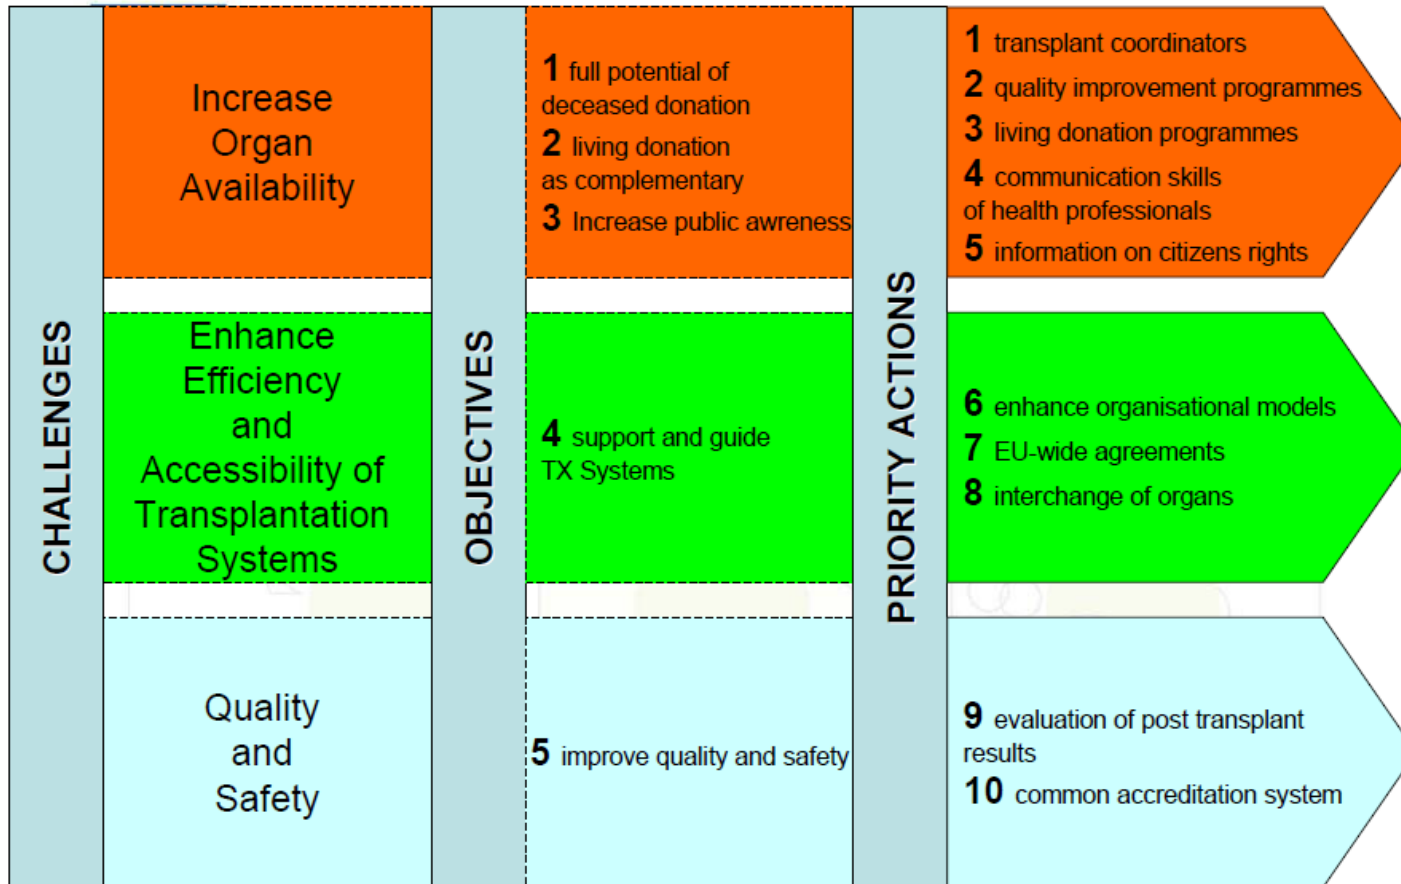 CHALLENGES
Increase
Organ
Availability
OBJECTIVES
1 full potential of
deceased donation
2 living donation
as complementary
3 Increase public awreness
PRIORITY ACTIONS
1 transplant coordinators
2 quality improvement programmes
3 living donation programmes
4 communication skills
of health professionals
5 information on citizens rights
Enhance
Efficiency
and
Accessibility of
Transplantation
Systems
4 support and guide
TX Systems
6 enhance organisational models
7 EU-wide agreements
8 interchange of organs
Quality
and
Safety
5 improve quality and safety
9 evaluation of post transplant
results
10 common accreditation system